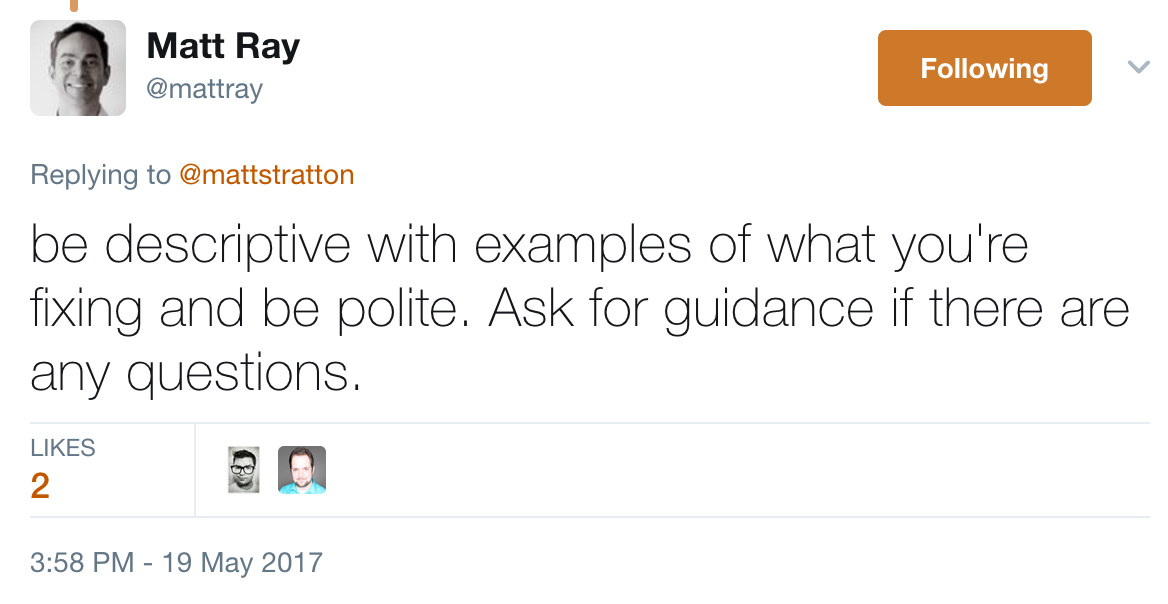 Matt Ray
@mattray
Following
Replying to @mattstratton
be descriptive with examples of what you're
fixing and be polite. Ask for guidance if there are
any questions.
LIKES
2
3:58 PM - 19 May 2017